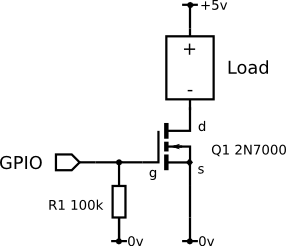 +5v
+
-
Load
d
Q1 2N7000
GPIO
g
s
R1 100k
0v
0v